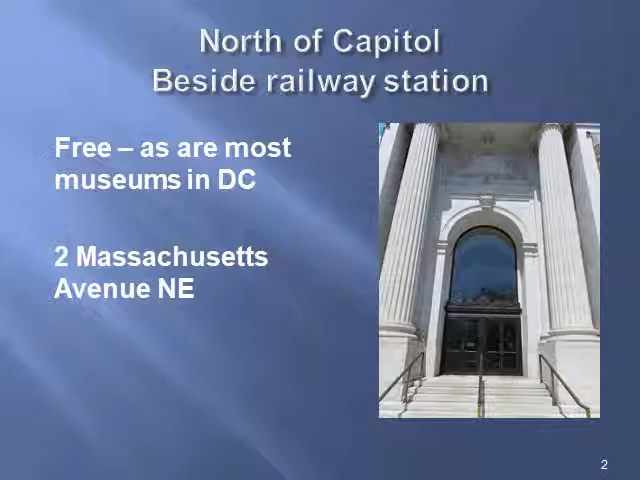 North of Capitol
Beside railway station
Free – as are most
museums in DC
2 Massachusetts
Avenue NE
2